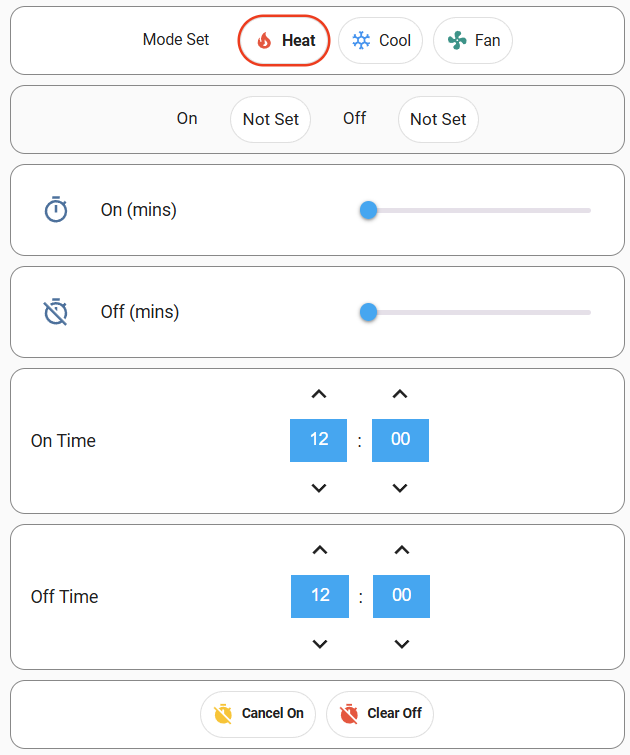 Mode Set Heat Cool Fan
On Not Set Off Not Set
On (mins)
Off (mins)
On Time 12 : 00
Off Time 12 : 00
Cancel On Clear Off